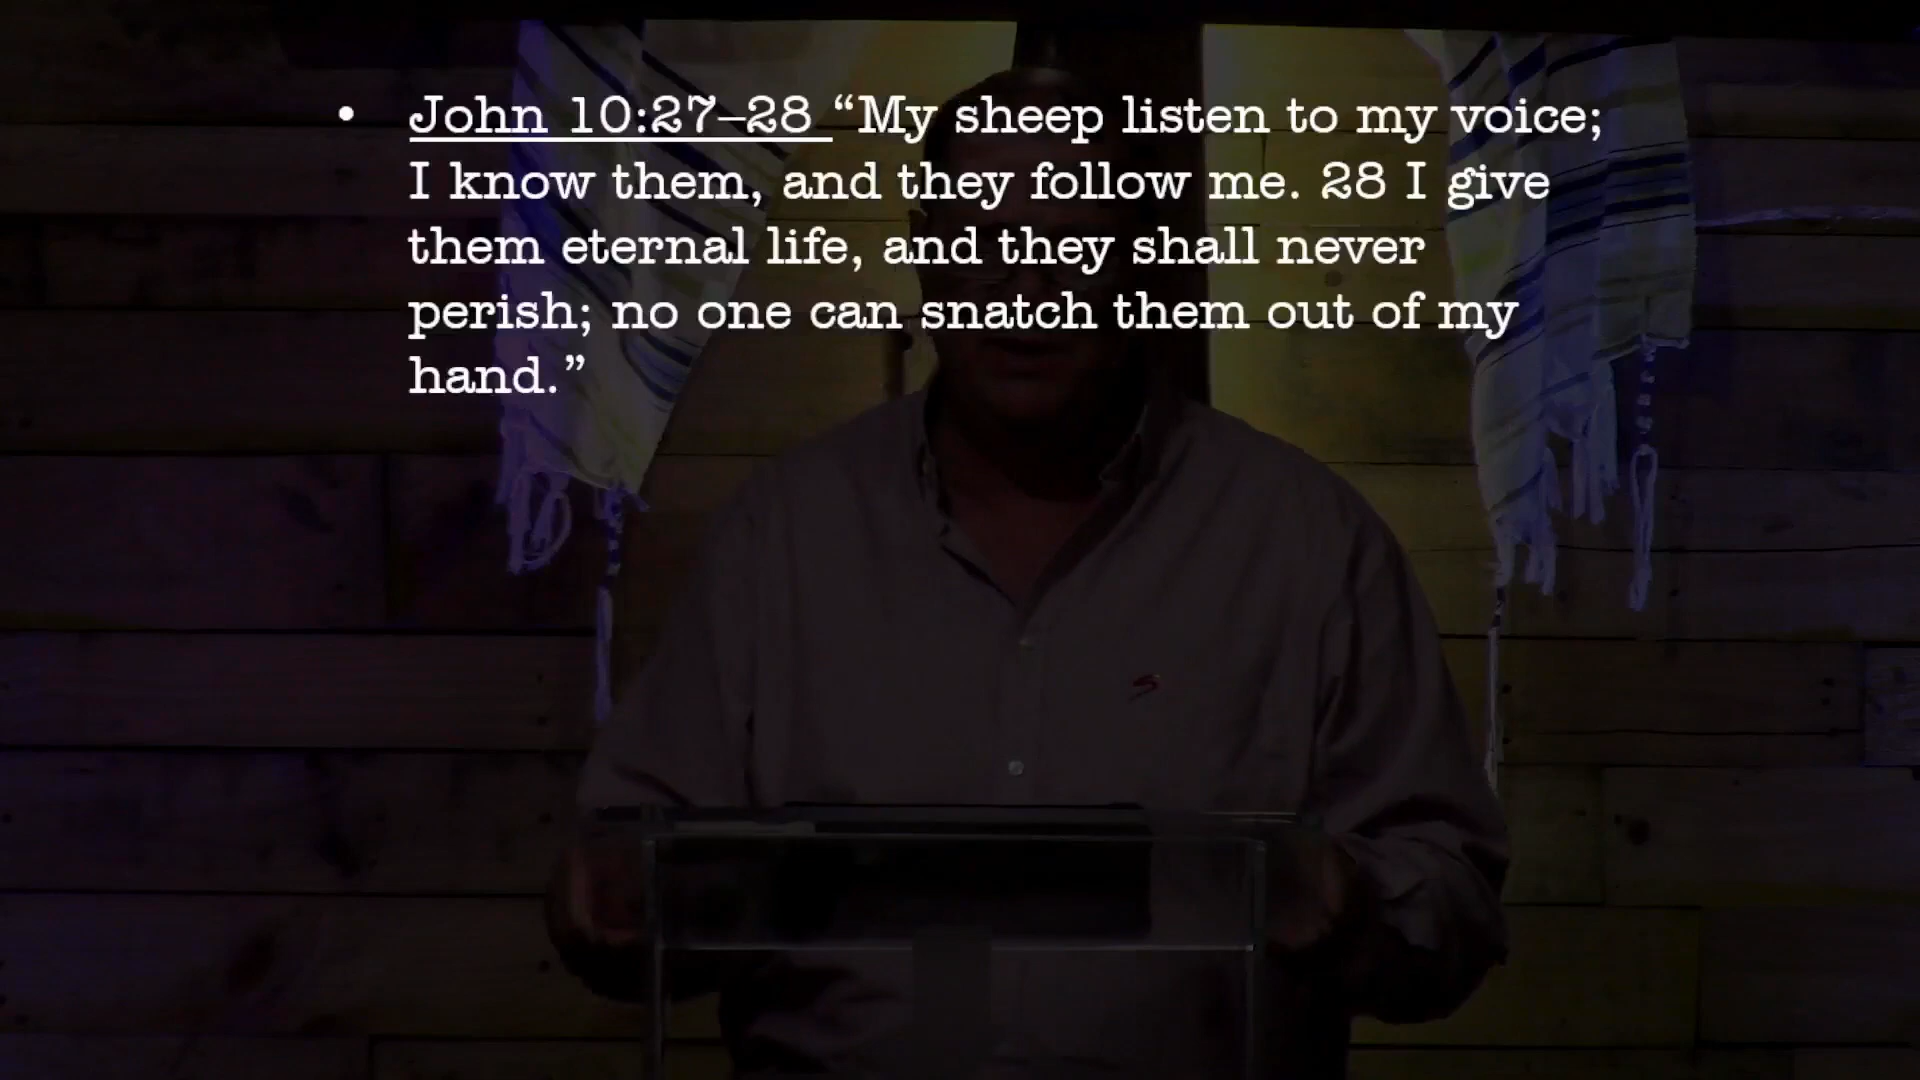 • John 10:27–28 “My sheep listen to my voice;
I know them, and they follow me. 28 I give
them eternal life, and they shall never
perish; no one can snatch them out of my
hand.”